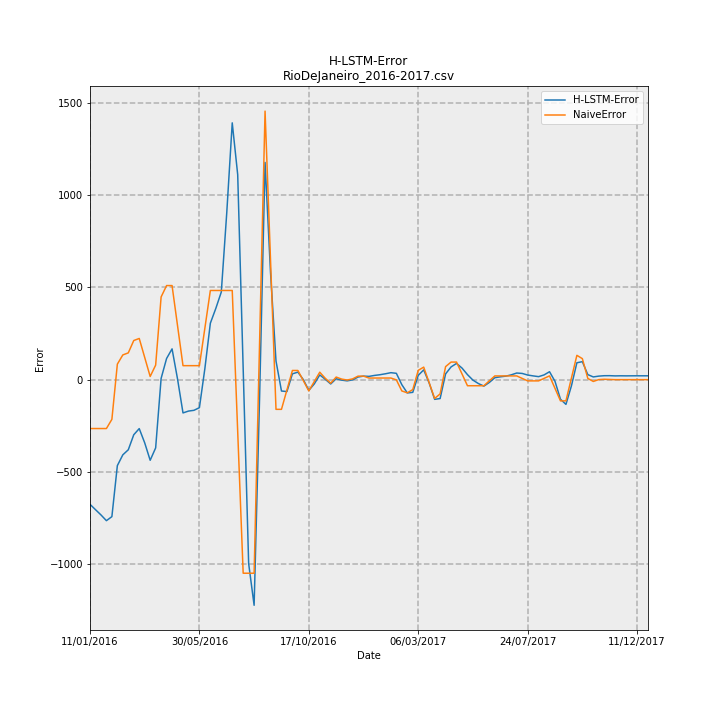 H-LSTM-Error
RioDeJaneiro_2016-2017.csv
H-LSTM-Error
NaiveError
1500
1000
500
0
−500
−1000
Error
11/01/2016 30/05/2016 17/10/2016 06/03/2017 24/07/2017 11/12/2017
Date